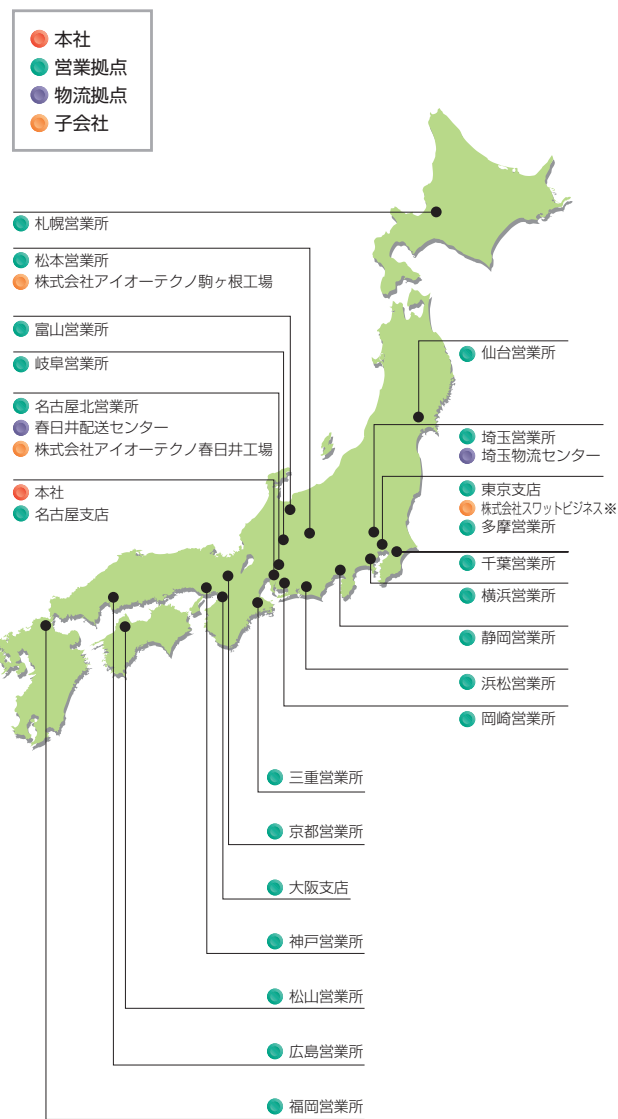 本社
営業拠点
物流拠点
子会社
札幌営業所
松本営業所
株式会社アイオーテクノ駒ヶ根工場
富山営業所
岐阜営業所
名古屋北営業所
春日井配送センター
株式会社アイオーテクノ春日井工場
本社
名古屋支店
仙台営業所
埼玉営業所
埼玉物流センター
東京支店
株式会社スワットビジネス※
多摩営業所
千葉営業所
横浜営業所
静岡営業所
浜松営業所
岡崎営業所
三重営業所
京都営業所
大阪支店
神戸営業所
松山営業所
広島営業所
福岡営業所